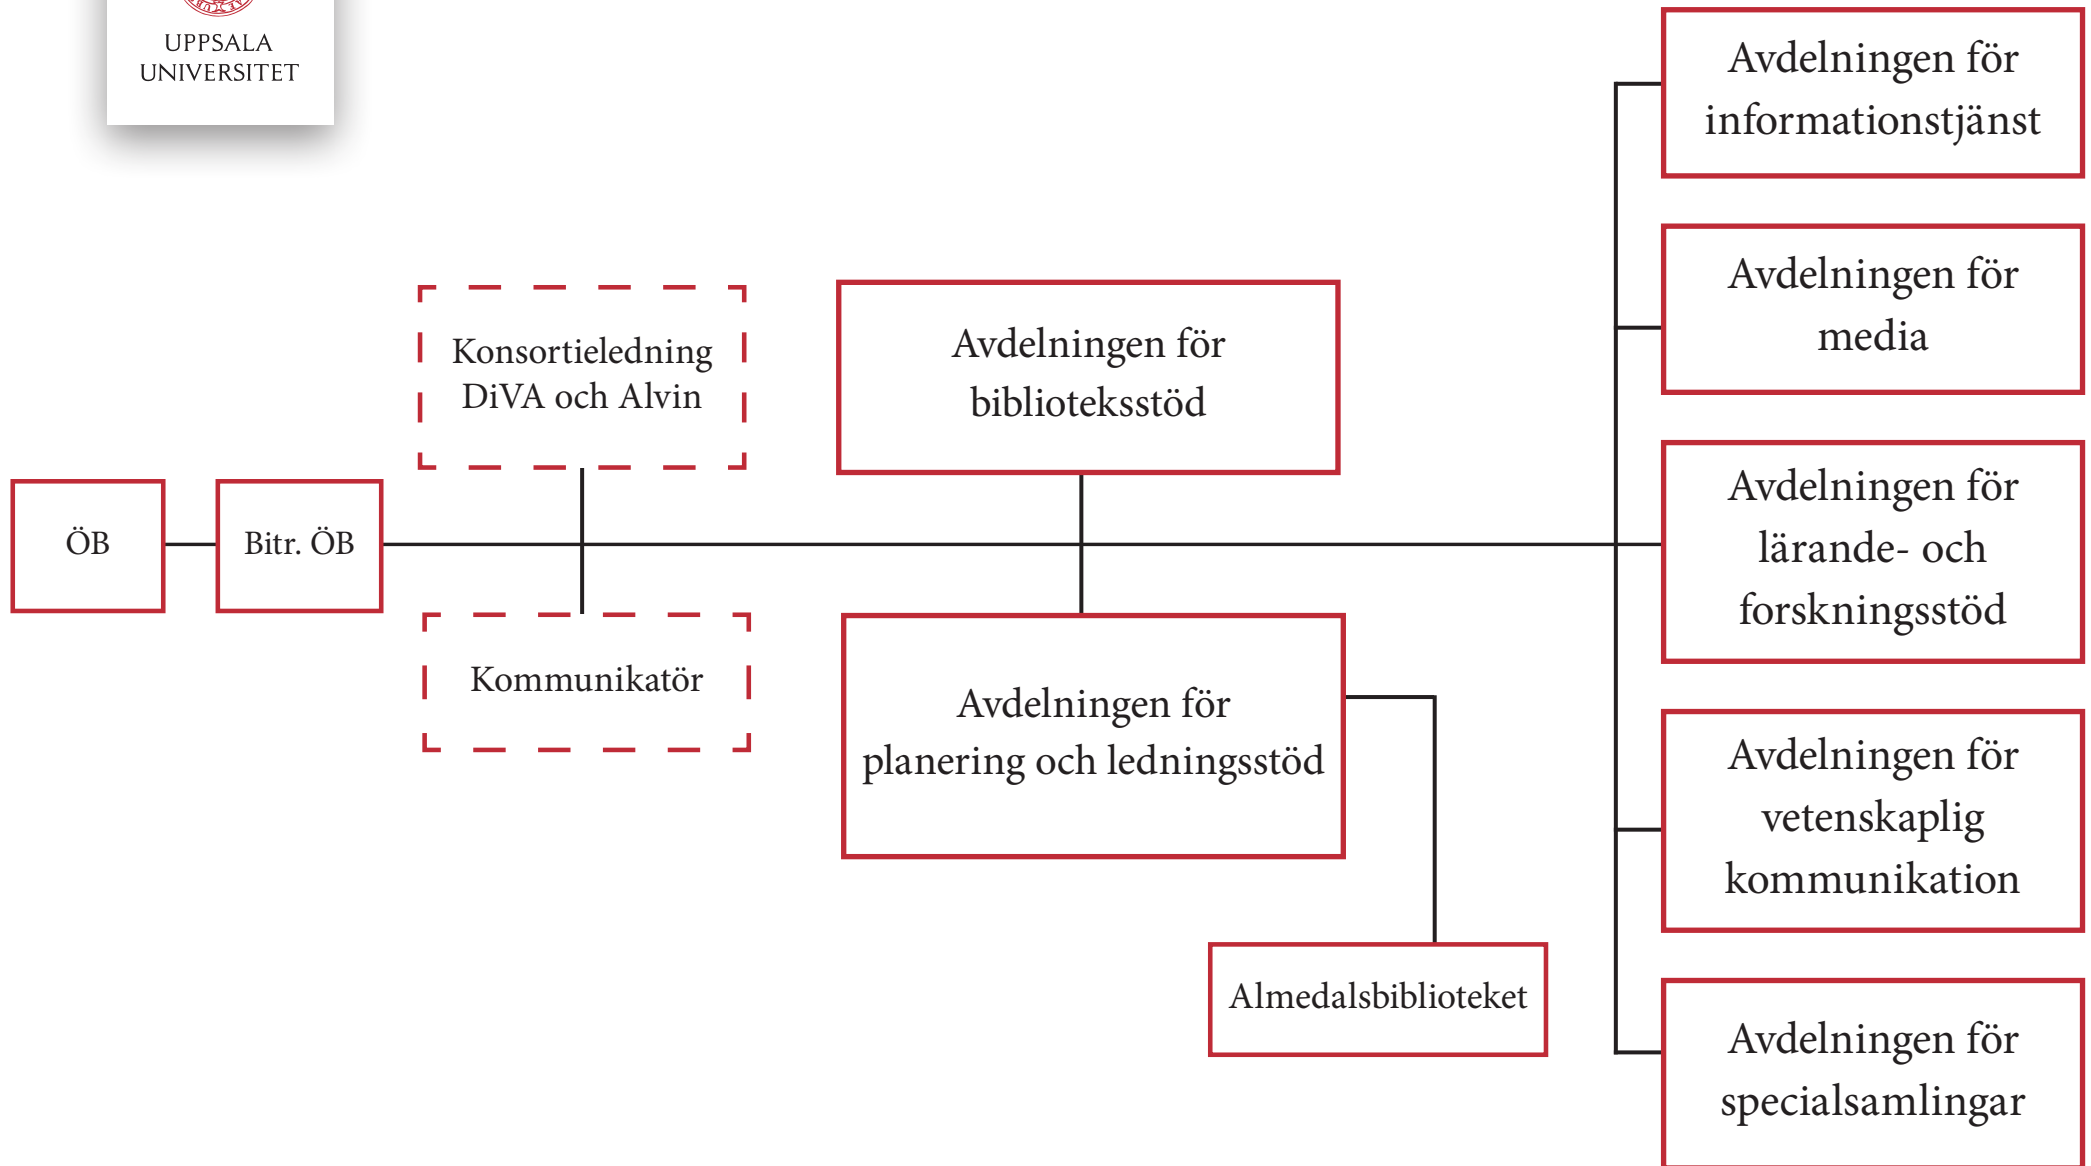 UPPSALA
UNIVERSITET
ÖB
Bitr. ÖB
Konsortieledning
DiVA och Alvin
Kommunikatör
Avdelningen för
biblioteksstöd
Avdelningen för
planering och ledningsstöd
Almedalsbiblioteket
Avdelningen för
informationstjänst
Avdelningen för
media
Avdelningen för
lärande- och
forskningsstöd
Avdelningen för
vetenskaplig
kommunikation
Avdelningen för
specialsamlingar